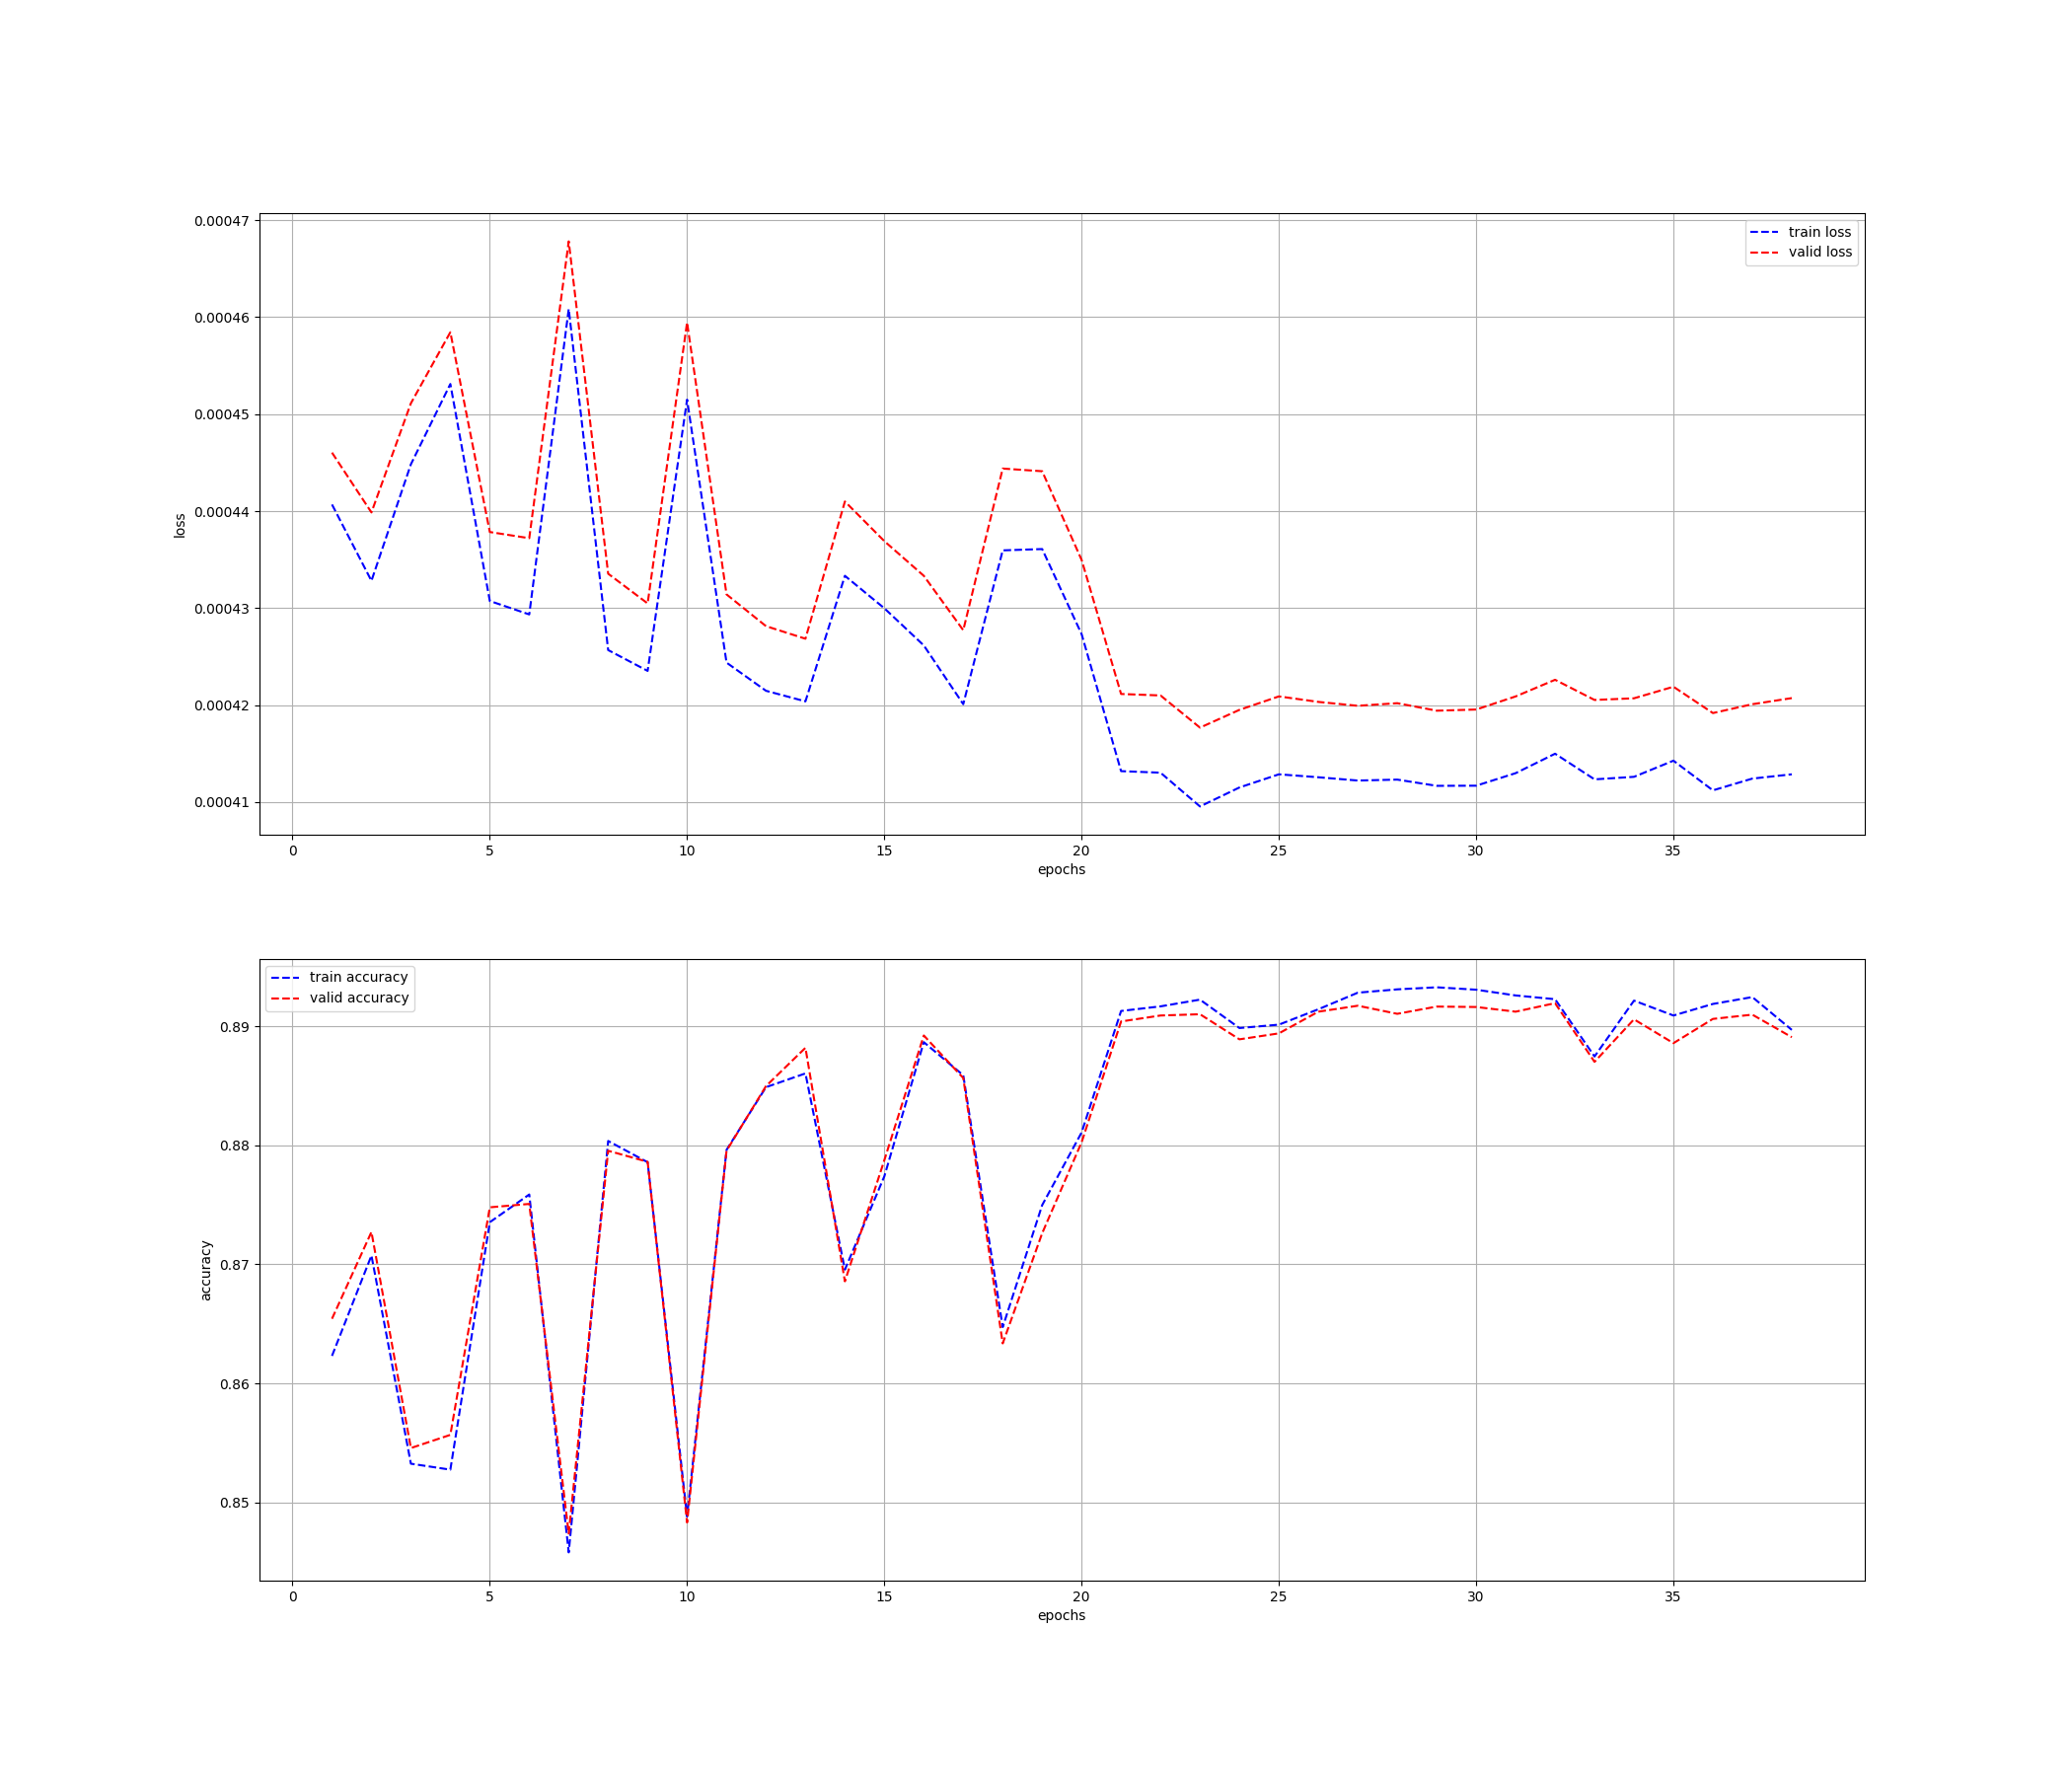 0.00047
0.00046
0.00045
0.00044
0.00043
0.00042
0.00041
loss
train loss
valid loss
0 5 10 15 20 25 30 35
epochs
train accuracy
valid accuracy
0.89
0.88
0.87
0.86
0.85
accuracy
0 5 10 15 20 25 30 35
epochs